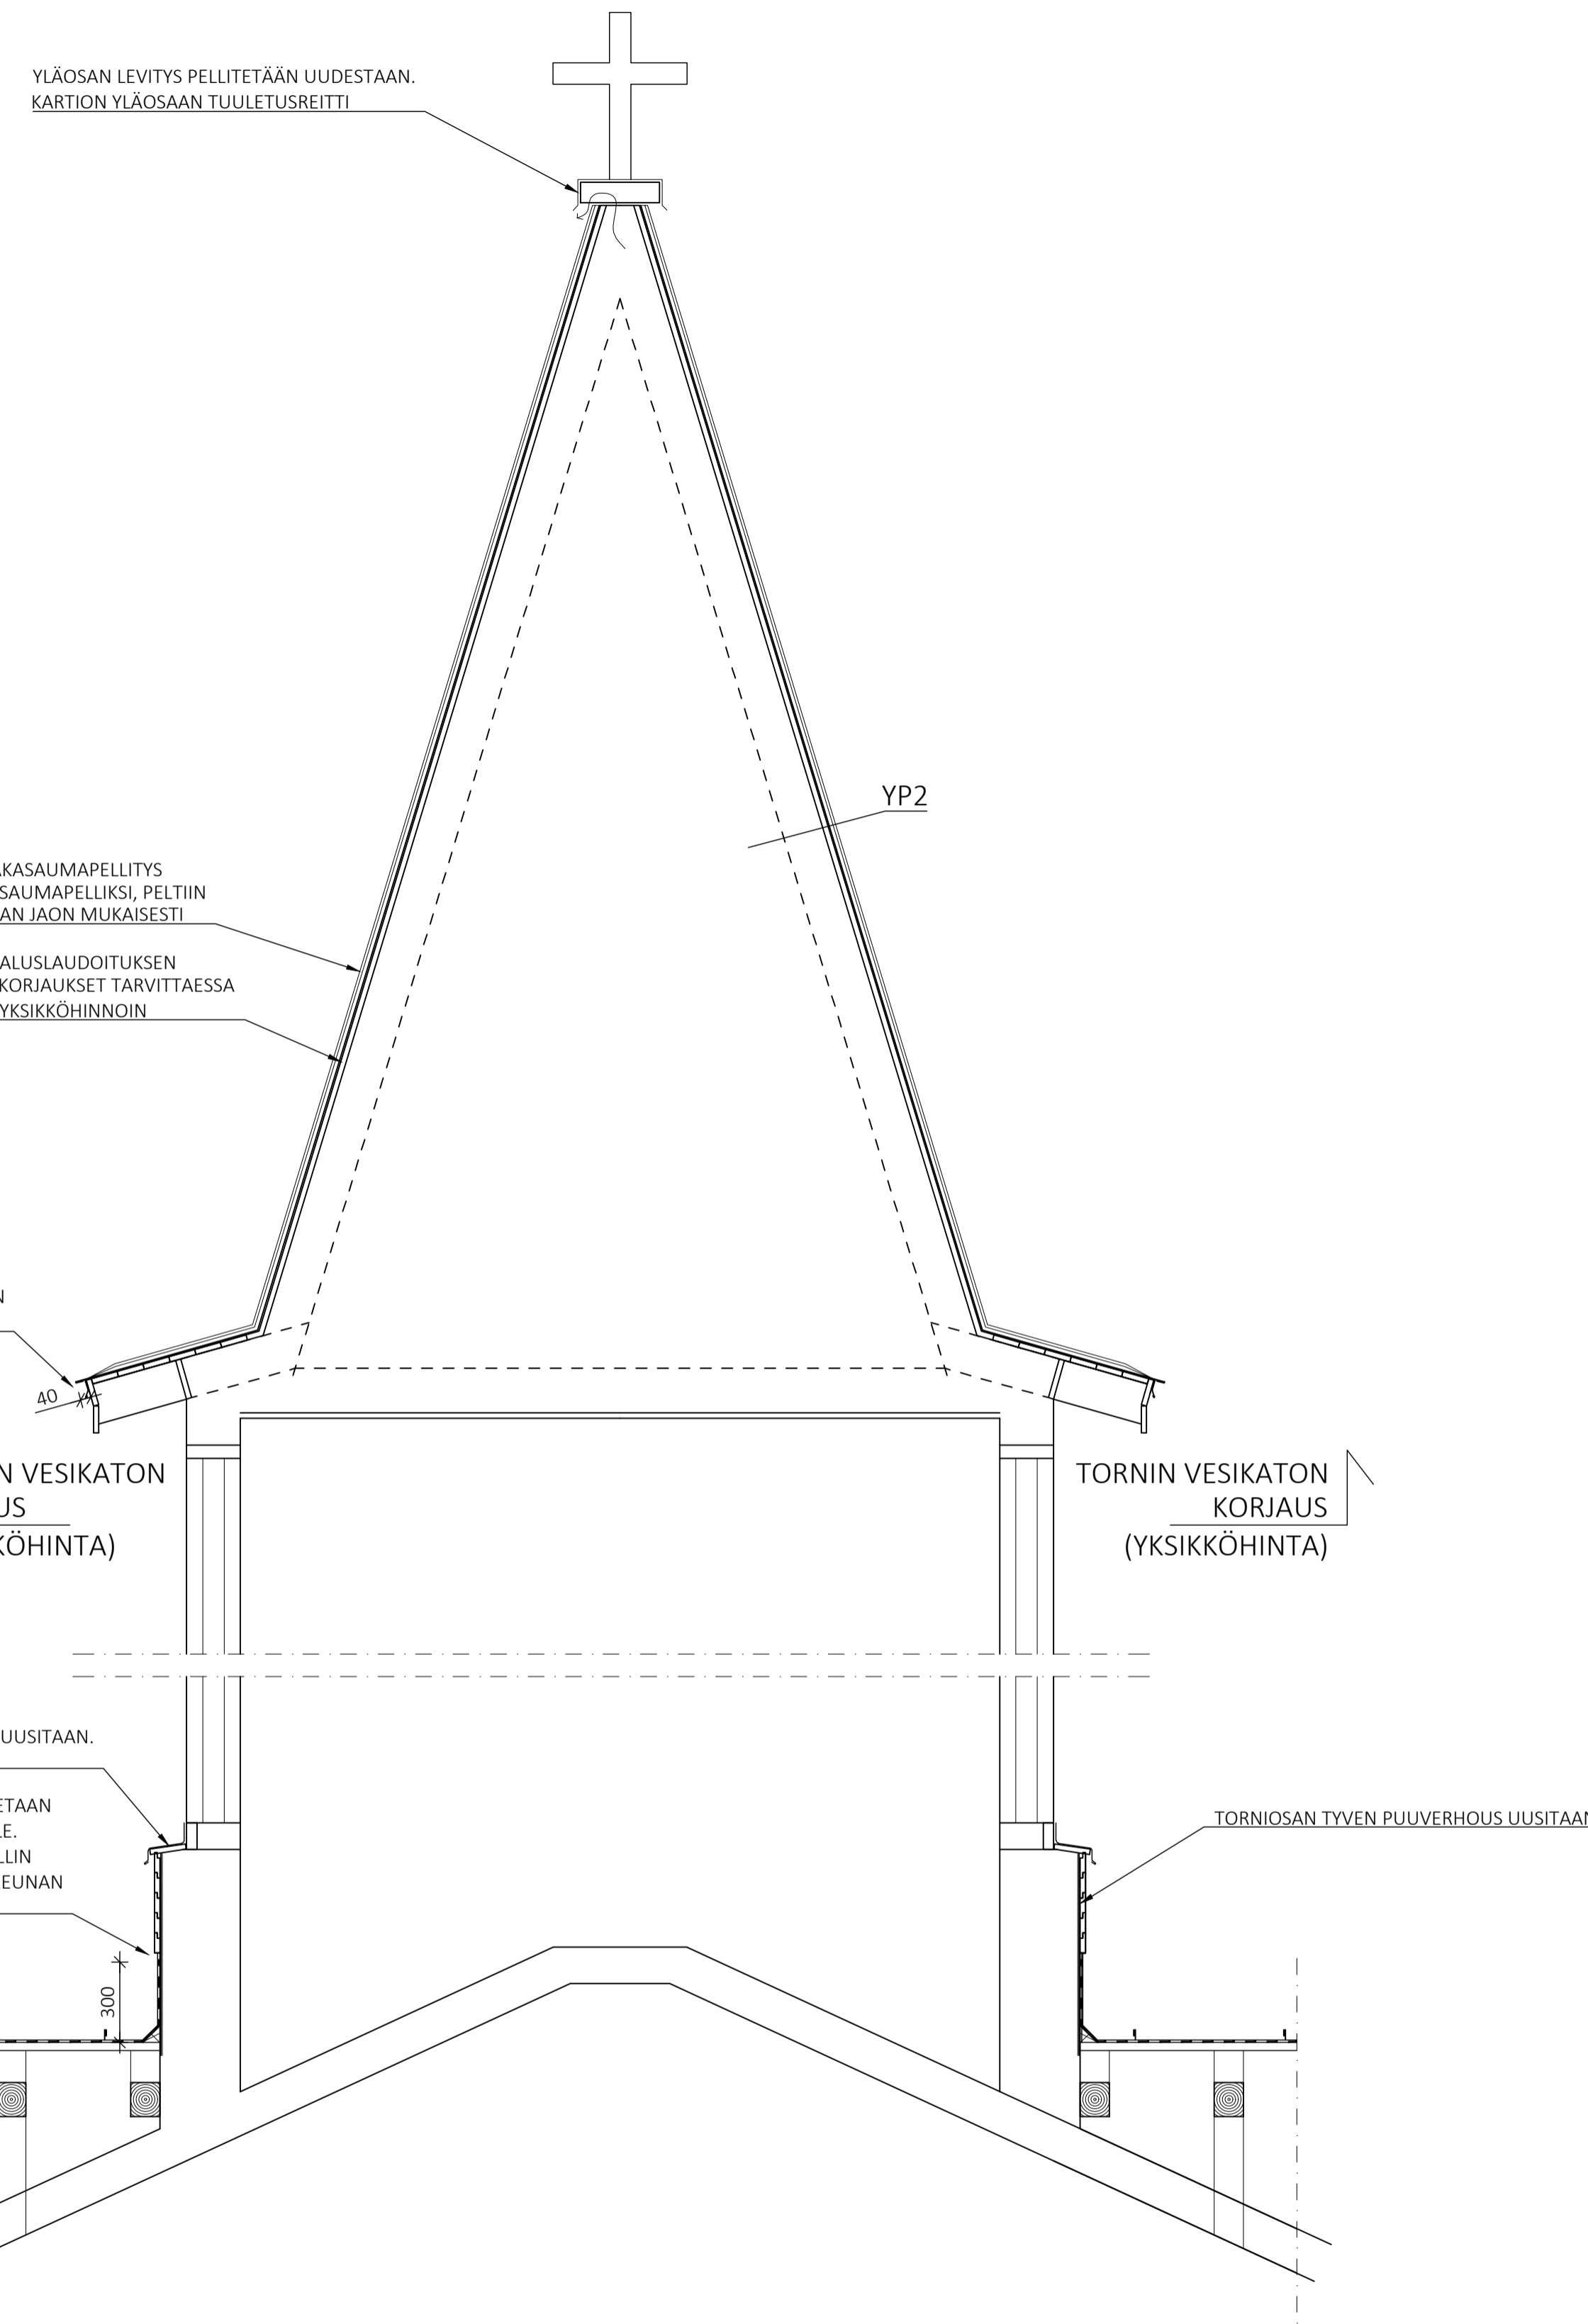 YLÄOSAN LEVITYS PELLITETÄÄN UUDESTAAN.
KARTION YLÄOSAAN TUULETUSREITTI
YP2
AKASAUMAPELLITYS
SAUMAPELLIKSI, PELTIIN
AN JAON MUKAISESTI
ALUSLAUDOITUKSEN
KORJAUKSET TARVITTAESSA
YKSIKKÖHINNOIN
N
40
N VESIKATON
US
KÖHINTA)
TORNIN VESIKATON
KORJAUS
(YKSIKKÖHINTA)
UUSITAAN.
ETAAN
LE.
LLIN
EUNAN
300
TORNIOSAN TYVEN PUUVERHOUS UUSITAAN